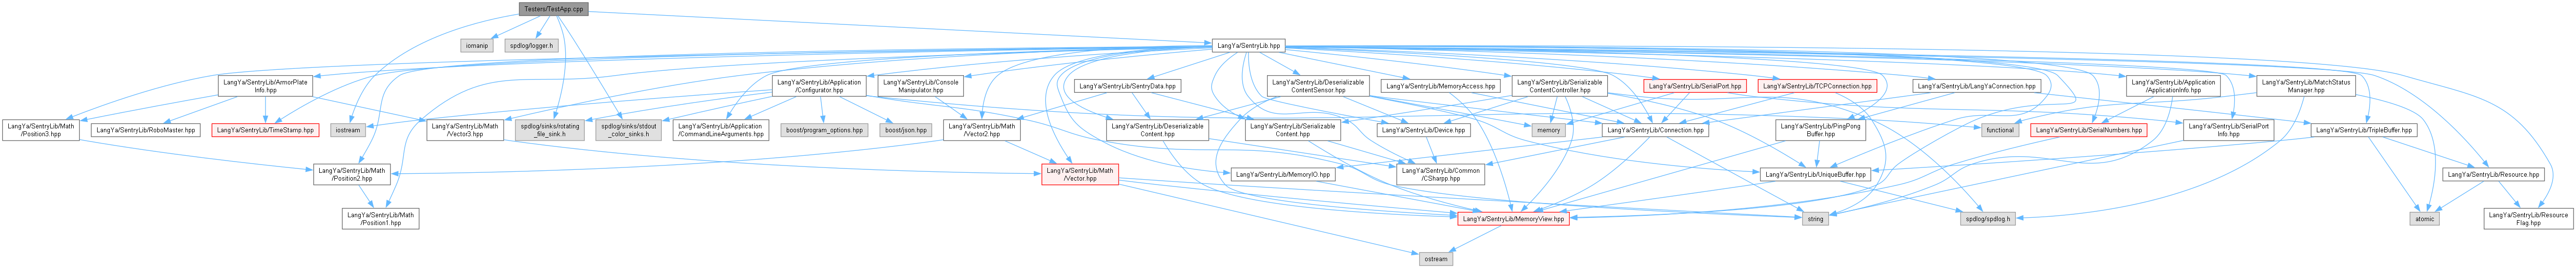 Testers/TestApp.cpp
iomanip
spdlog/logger.h
LangYa/SentryLib.hpp
LangYa/SentryLib/ArmorPlate
Info.hpp
LangYa/SentryLib/Application
/Configurator.hpp
LangYa/SentryLib/Console
Manipulator.hpp
LangYa/SentryLib/SentryData.hpp
LangYa/SentryLib/Deserializable
ContentSensor.hpp
LangYa/SentryLib/MemoryAccess.hpp
LangYa/SentryLib/Serializable
ContentController.hpp
LangYa/SentryLib/SerialPort.hpp
LangYa/SentryLib/TCPConnection.hpp
LangYa/SentryLib/LangYaConnection.hpp
LangYa/SentryLib/Application
/ApplicationInfo.hpp
LangYa/SentryLib/MatchStatus
Manager.hpp
LangYa/SentryLib/Math
/Position3.hpp
LangYa/SentryLib/RoboMaster.hpp
LangYa/SentryLib/TimeStamp.hpp
iostream
LangYa/SentryLib/Math
/Vector3.hpp
spdlog/sinks/rotating
_file_sink.h
spdlog/sinks/stdout
_color_sinks.h
LangYa/SentryLib/Application
/CommandLineArguments.hpp
boost/program_options.hpp
boost/json.hpp
LangYa/SentryLib/Math
/Vector2.hpp
LangYa/SentryLib/Deserializable
Content.hpp
LangYa/SentryLib/Serializable
Content.hpp
LangYa/SentryLib/Device.hpp
memory
LangYa/SentryLib/Connection.hpp
LangYa/SentryLib/PingPong
Buffer.hpp
functional
LangYa/SentryLib/SerialNumbers.hpp
LangYa/SentryLib/SerialPort
Info.hpp
LangYa/SentryLib/TripleBuffer.hpp
LangYa/SentryLib/Math
/Position2.hpp
LangYa/SentryLib/Math
/Vector.hpp
LangYa/SentryLib/MemoryIO.hpp
LangYa/SentryLib/Common
/CSharpp.hpp
LangYa/SentryLib/UniqueBuffer.hpp
LangYa/SentryLib/Resource.hpp
LangYa/SentryLib/Math
/Position1.hpp
LangYa/SentryLib/MemoryView.hpp
string
spdlog/spdlog.h
atomic
LangYa/SentryLib/Resource
Flag.hpp
ostream